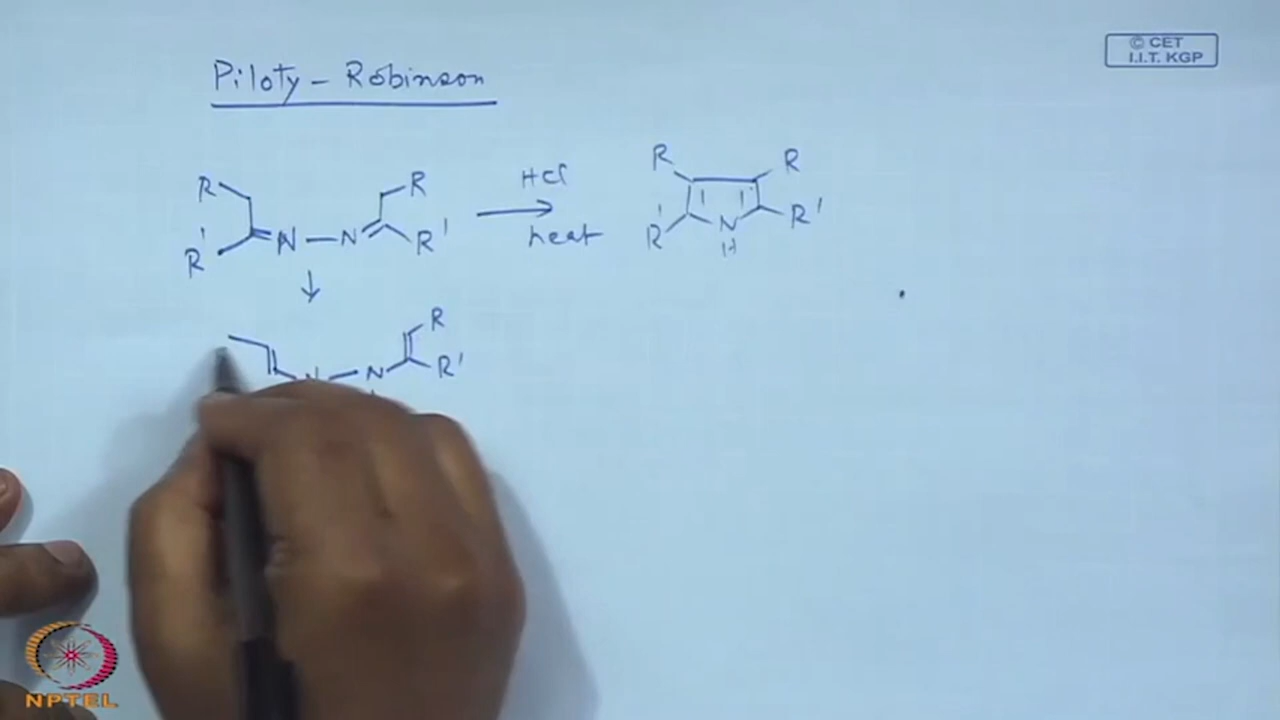 Piloty - Robinson
© CET
I.I.T. KGP
R R HCl R R
R' N — N R' heat R' N H R'
R
N — N R'
NPTEL